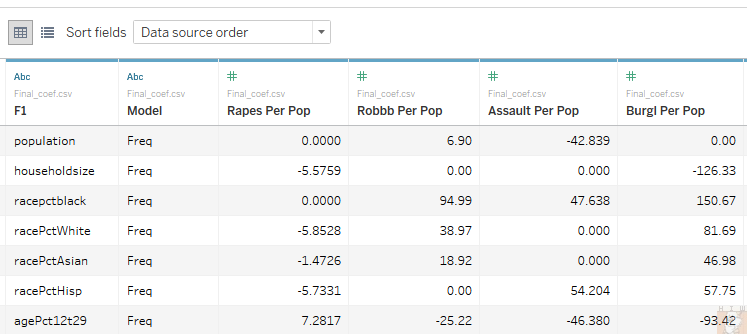 Sort fields Data source order
Abc Abc # # # #
Final_coef.csv Final_coef.csv Final_coef.csv Final_coef.csv Final_coef.csv Final_coef.csv
F1 Model Rapes Per Pop Robbb Per Pop Assault Per Pop Burgl Per Pop
population Freq 0.0000 6.90 -42.839 0.00
householdsize Freq -5.5759 0.00 0.000 -126.33
racepctblack Freq 0.0000 94.99 47.638 150.67
racePctWhite Freq -5.8528 38.97 0.000 81.69
racePctAsian Freq -1.4726 18.92 0.000 46.98
racePctHisp Freq -5.7331 0.00 54.204 57.75
agePct12t29 Freq 7.2817 -25.22 -46.380 -93.42